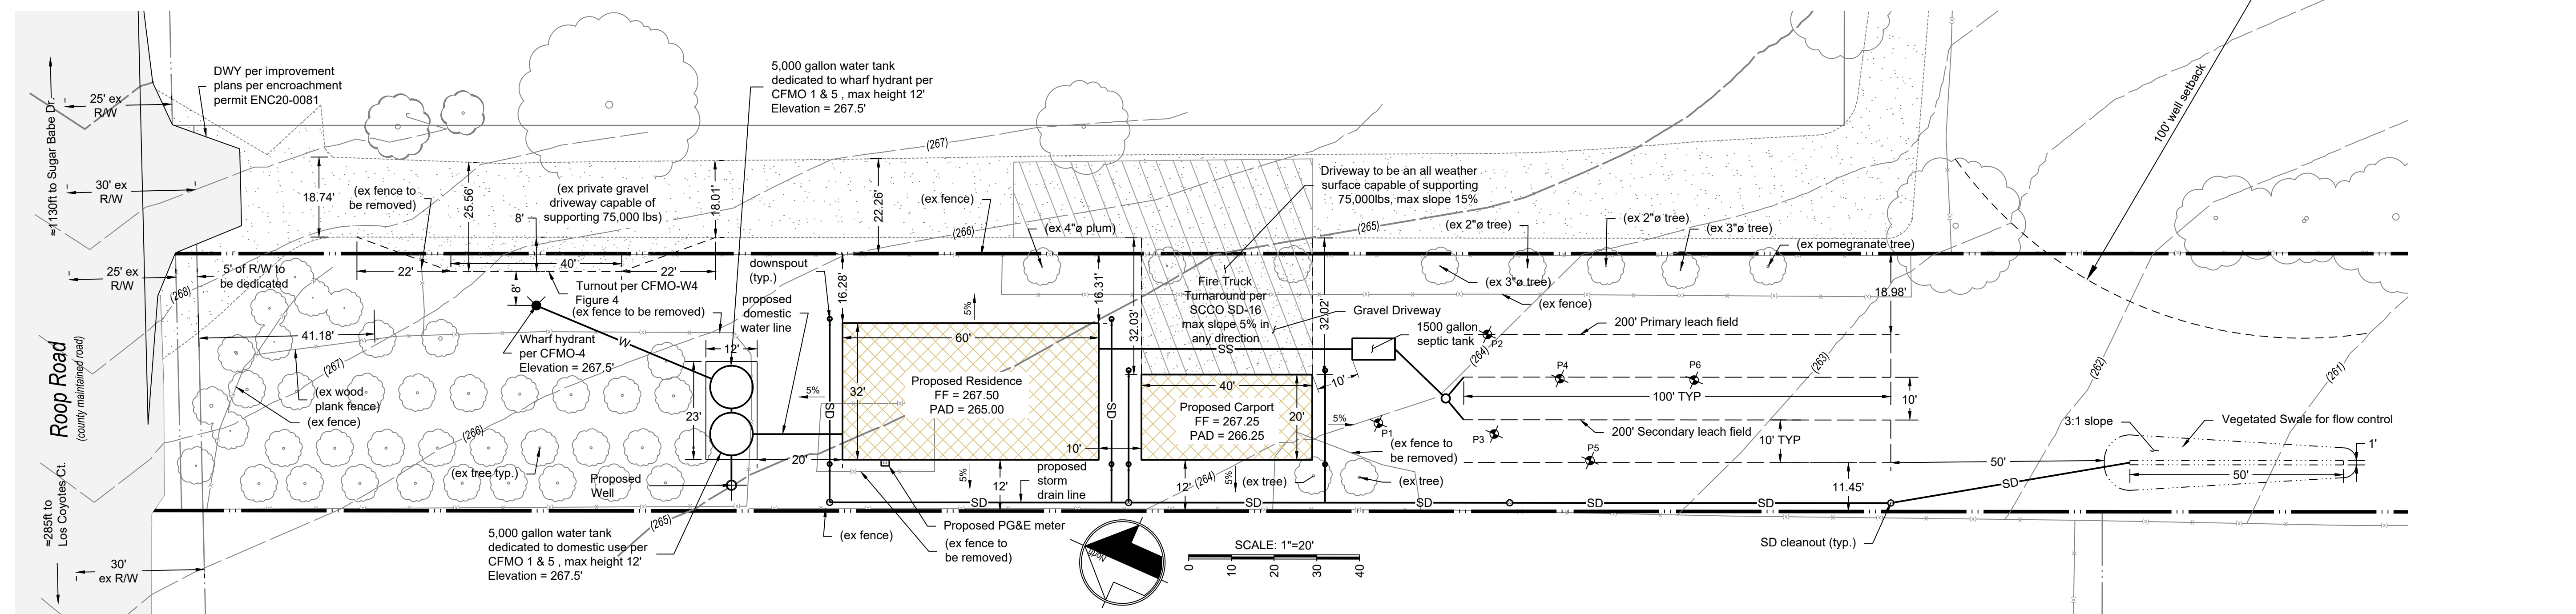 DWY per improvement
plans per encroachment
permit ENC20-0081
25' ex
R/W
≈1130ft to Sugar Babe Dr.
30' ex
R/W
25' ex
R/W
5' of R/W to
be dedicated
(268)
Roop Road
(county maintained road)
≈285ft to
Los Coyotes Ct.
30'
ex R/W
18.74'
(ex fence to
be removed)
25.56'
8'
(ex private gravel
driveway capable of
supporting 75,000 lbs)
18.01'
22'
40'
22'
8'
Turnout per CFMO-W4
Figure 4
(ex fence to be removed)
41.18'
(267)
Wharf hydrant
per CFMO-4
Elevation = 267.5'
(ex wood
plank fence)
(ex fence)
(266)
(ex tree typ.)
W
5,000 gallon water tank
dedicated to wharf hydrant per
CFMO 1 & 5 , max height 12'
Elevation = 267.5'
22.26'
(267)
(266)
(ex fence)
(ex 4"ø plum)
downspout
(typ.)
proposed
domestic
water line
12'
23'
20'
Proposed
Well
5,000 gallon water tank
dedicated to domestic use per
CFMO 1 & 5 , max height 12'
Elevation = 267.5'
(265)
16.28'
5%
16.31'
60'
32'
Proposed Residence
FF = 267.50
PAD = 265.00
5%
SD
SD
5%
12'
10'
proposed
storm
drain line
SD
(ex fence)
Proposed PG&E meter
(ex fence to
be removed)
32.03'
Driveway to be an all weather
surface capable of supporting
75,000lbs, max slope 15%
(265)
Fire Truck
Turnaround per
SCCO SD-16
max slope 5% in
any direction
SS
32.02'
Gravel Driveway
1500 gallon
septic tank
40'
20'
10'
Proposed Carport
FF = 267.25
PAD = 266.25
5%
12'
(264)
5%
(ex tree)
(ex tree)
(ex fence to
be removed)
SD
SD
SD
SD
North
SCALE: 1"=20'
0
10
20
30
40
(ex 2"ø tree)
(ex 2"ø tree)
(ex 3"ø tree)
(ex pomegranate tree)
(ex 3"ø tree)
(ex fence)
18.98'
200' Primary leach field
P2
(264)
P4
P6
100' TYP
10'
(263)
P1
P3
200' Secondary leach field
10' TYP
P5
11.45'
SD cleanout (typ.)
50'
SD
100' well setback
(262)
(261)
3:1 slope
Vegetated Swale for flow control
1'
50'